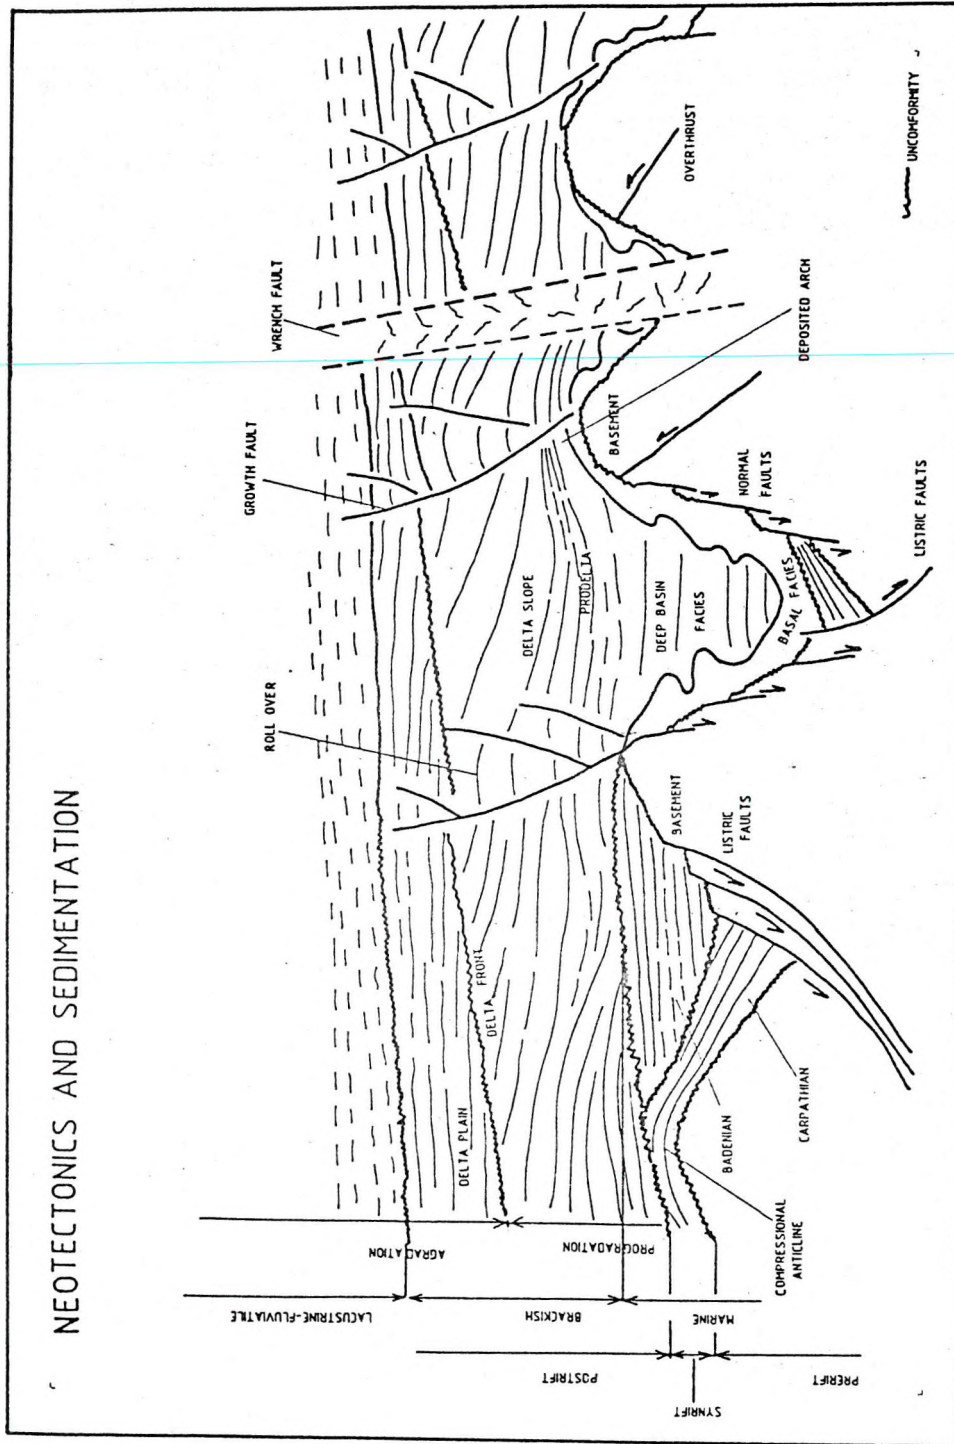 NEOTECTONICS AND SEDIMENTATION
ROLL OVER
GROWTH FAULT
WRENCH FAULT
DELTA PLAIN
DELTA FRONT
DELTA SLOPE
PRODELTA
DEEP BASIN
FACIES
BASAL FACIES
BASEMENT
LISTRIC
FAULTS
BASEMENT
NORMAL
FAULTS
LISTRIC FAULTS
DEPOSITED ARCH
OVERTHRUST
COMPRESSIONAL
ANTICLINE
BADENIAN
CARPATHIAN
UNCOMFORMITY
AGRADATION
PROGRADATION
LACUSTRINE-FLUVIATILE
BRACKISH
MARINE
POSTRIFT
SYNRIFT
PRERIFT